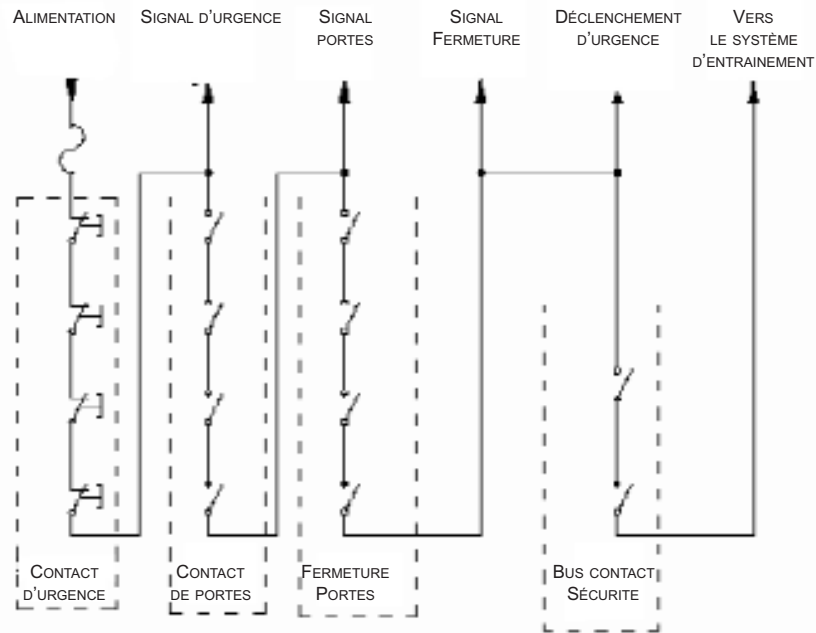 ALIMENTATION
SIGNAL D'URGENCE
SIGNAL
PORTES
SIGNAL
FERMETURE
DÉCLENCHEMENT
D'URGENCE
VERS
LE SYSTÈME
D'ENTRAINEMENT
CONTACT
D'URGENCE
CONTACT
DE PORTES
FERMETURE
PORTES
BUS CONTACT
SÉCURITE